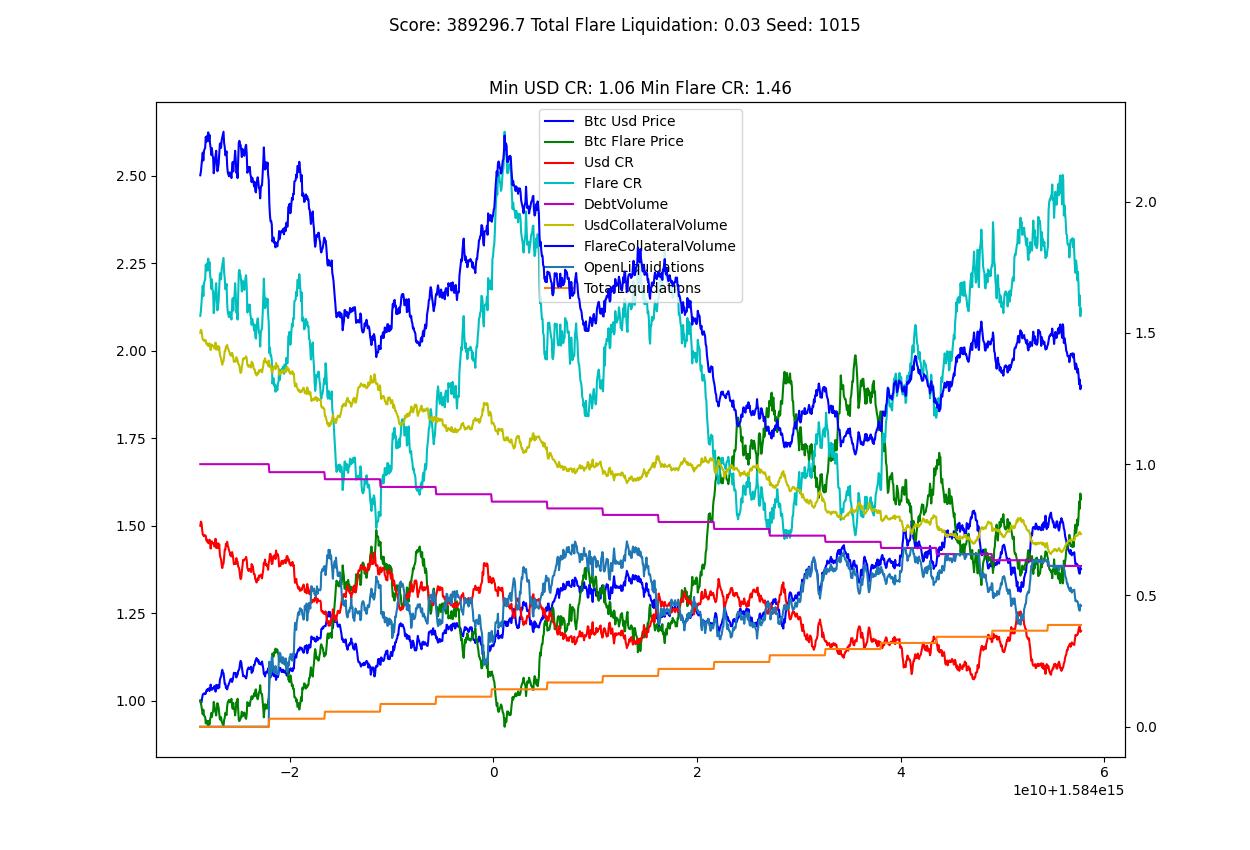 Score: 389296.7 Total Flare Liquidation: 0.03 Seed: 1015
Min USD CR: 1.06 Min Flare CR: 1.46
Btc Usd Price
Btc Flare Price
Usd CR
Flare CR
DebtVolume
UsdCollateralVolume
FlareCollateralVolume
OpenLiquidations
TotalLiquidations
2.50
2.25
2.00
1.75
1.50
1.25
1.00
2.0
1.5
1.0
0.5
0.0
−2
0
2
4
6
1e10+1.584e15